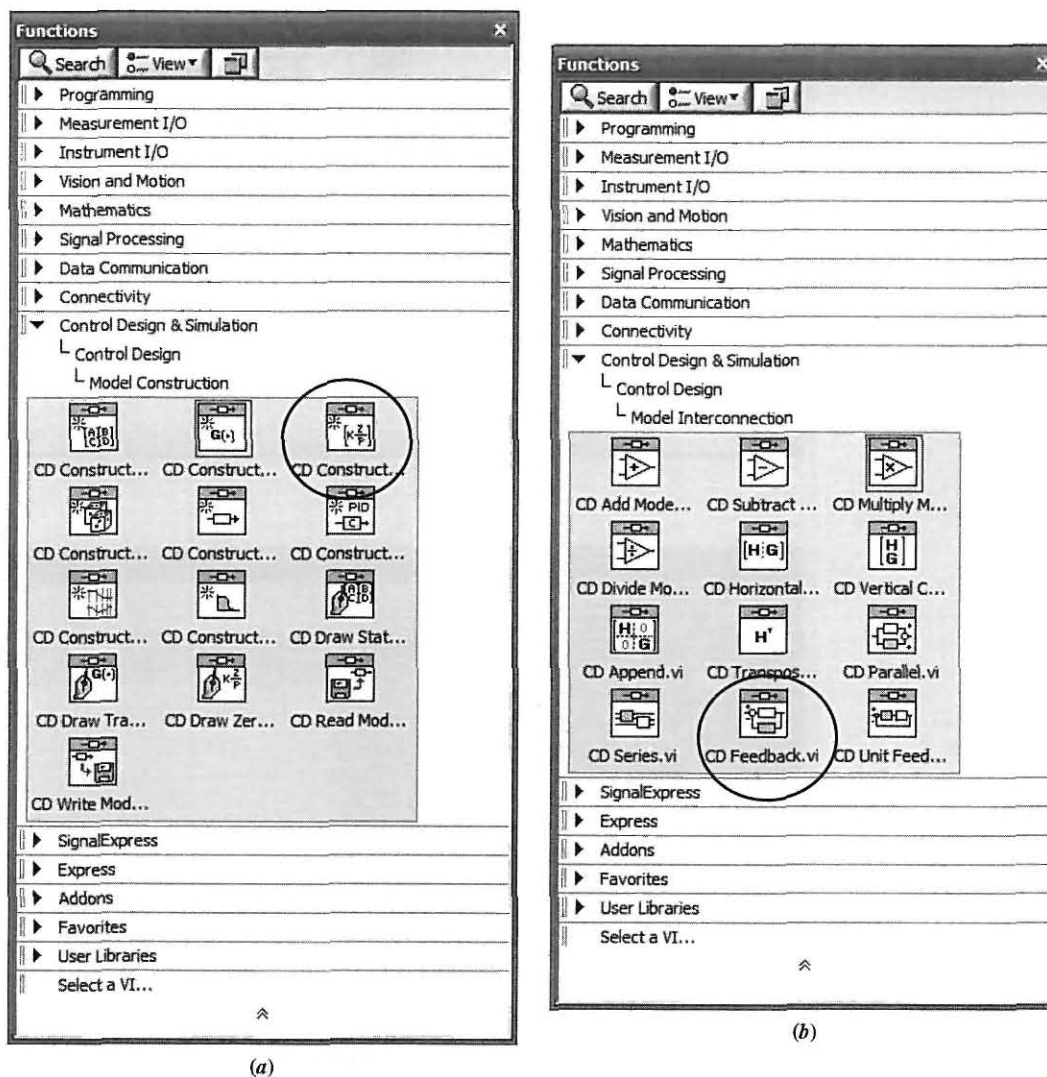 Functions
Search View
Programming
Measurement I/O
Instrument I/O
Vision and Motion
Mathematics
Signal Processing
Data Communication
Connectivity
Control Design & Simulation
Control Design
Model Construction
CD Construct... CD Construct... CD Construct...
CD Construct... CD Construct... CD Construct...
CD Construct... CD Construct... CD Draw Stat...
CD Draw Tra... CD Draw Zer... CD Read Mod...
CD Write Mod...
SignalExpress
Express
Addons
Favorites
User Libraries
Select a VI...
(a)
Functions
Search View
Programming
Measurement I/O
Instrument I/O
Vision and Motion
Mathematics
Signal Processing
Data Communication
Connectivity
Control Design & Simulation
Control Design
Model Interconnection
CD Add Mode... CD Subtract ... CD Multiply M...
CD Divide Mo... CD Horizontal... CD Vertical C...
CD Append.vi CD Transpos... CD Parallel.vi
CD Series.vi CD Feedback.vi CD Unit Feed...
SignalExpress
Express
Addons
Favorites
User Libraries
Select a VI...
(b)